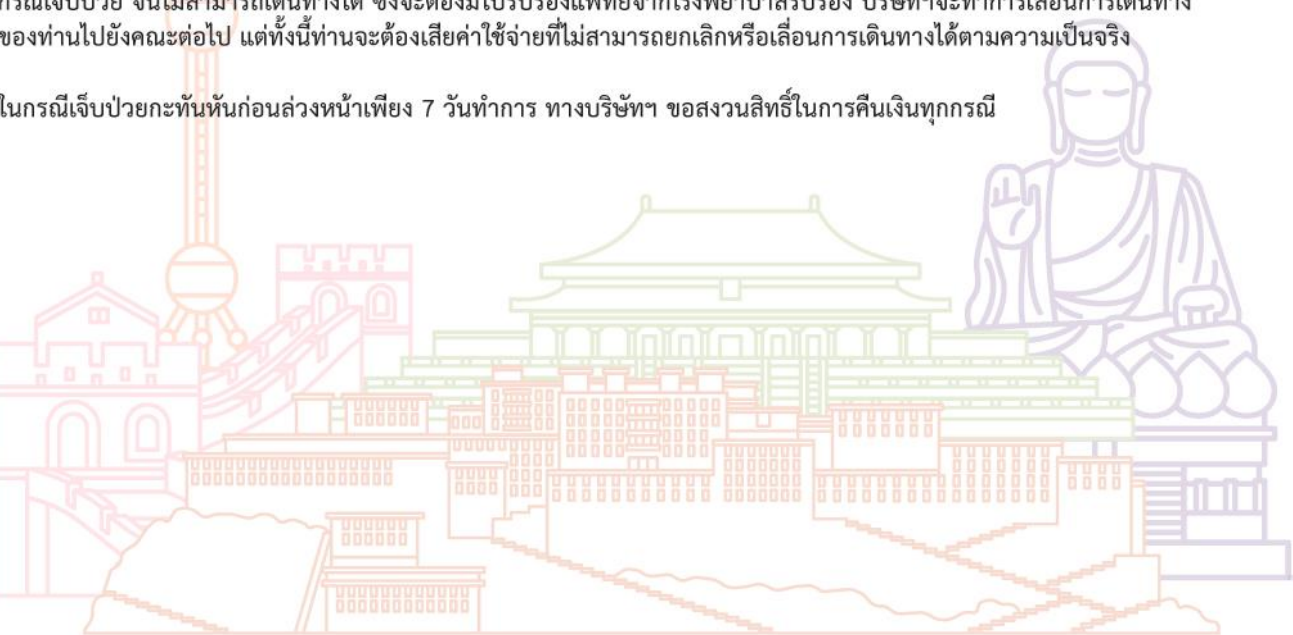 กรณีเจ็บป่วย จนไม่สามารถเดินทางได้ ซึ่งจะต้องมีใบรับรองแพทย์จากโรงพยาบาลรับรอง บริษัทฯจะทำการเลื่อนการเดินทาง
ของท่านไปยังคณะต่อไป แต่ทั้งนี้ท่านจะต้องเสียค่าใช้จ่ายที่ไม่สามารถยกเลิกหรือเลื่อนการเดินทางได้ตามความเป็นจริง
ในกรณีเจ็บป่วยกะทันหันก่อนล่วงหน้าเพียง 7 วันทำการ ทางบริษัทฯ ขอสงวนสิทธิ์ในการคืนเงินทุกกรณี